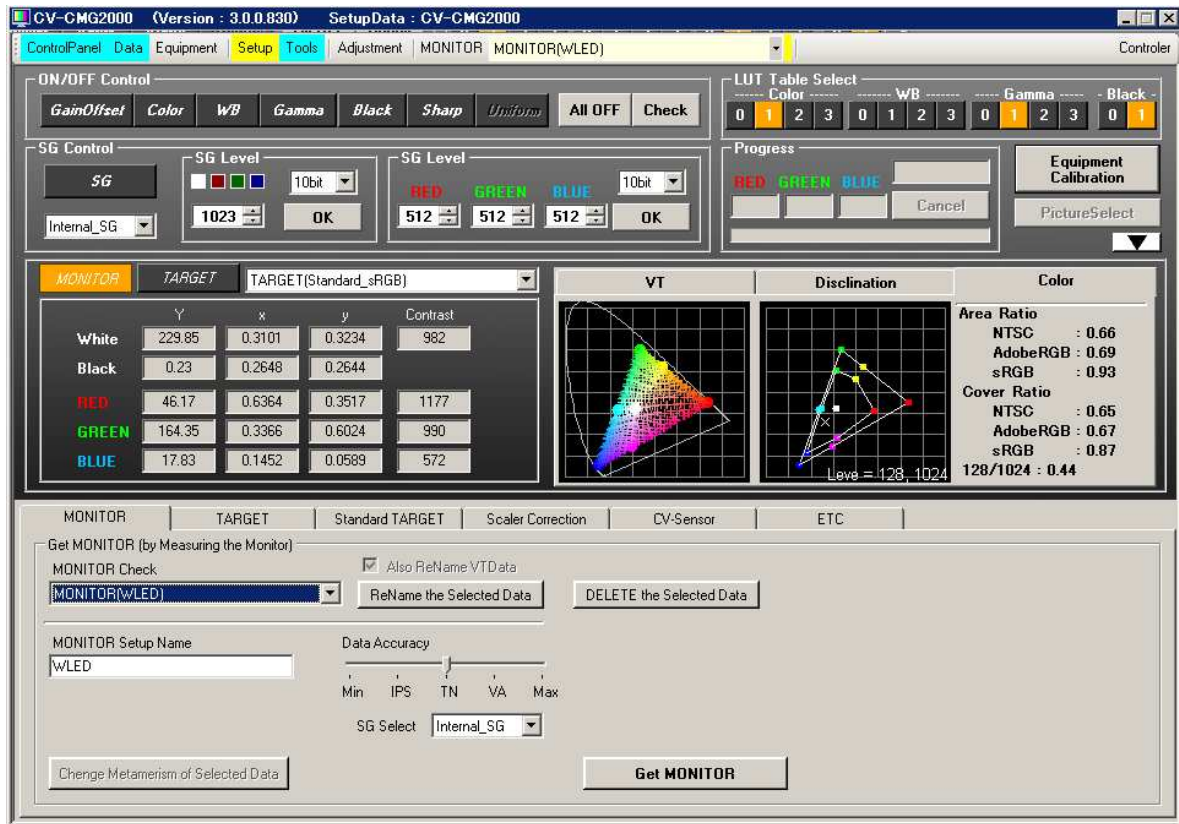 CV-CMG2000 (Version : 3.0.0.830) SetupData : CV-CMG2000
ControlPanel Data Equipment Setup Tools Adjustment MONITOR MONITOR(WLED) Controler
ON/OFF Control
GainOffset Color WB Gamma Black Sharp Uniform All OFF Check
LUT Table Select
Color WB Gamma Black
0 1 2 3 0 1 2 3 0 1 2 3 0 1
SG Control
SG
Internal_SG
SG Level
10bit
1023 OK
SG Level
RED GREEN BLUE 10bit
512 512 512 OK
Progress
RED GREEN BLUE
Cancel
Equipment Calibration
PictureSelect
MONITOR TARGET TARGET(Standard_sRGB)
Y x y Contrast
White 229.85 0.3101 0.3234 982
Black 0.23 0.2648 0.2644
RED 46.17 0.6364 0.3517 1177
GREEN 164.35 0.3366 0.6024 990
BLUE 17.83 0.1452 0.0589 572
VT Disclination Color
Leve = 128, 1024
Area Ratio
NTSC : 0.66
AdobeRGB : 0.69
sRGB : 0.93
Cover Ratio
NTSC : 0.65
AdobeRGB : 0.67
sRGB : 0.87
128/1024 : 0.44
MONITOR TARGET Standard TARGET Scaler Correction CV-Sensor ETC
Get MONITOR (by Measuring the Monitor)
MONITOR Check
Also ReName VTData
MONITOR(WLED) ReName the Selected Data DELETE the Selected Data
MONITOR Setup Name
WLED
Data Accuracy
Min IPS TN VA Max
SG Select Internal_SG
Chenge Metamerism of Selected Data Get MONITOR